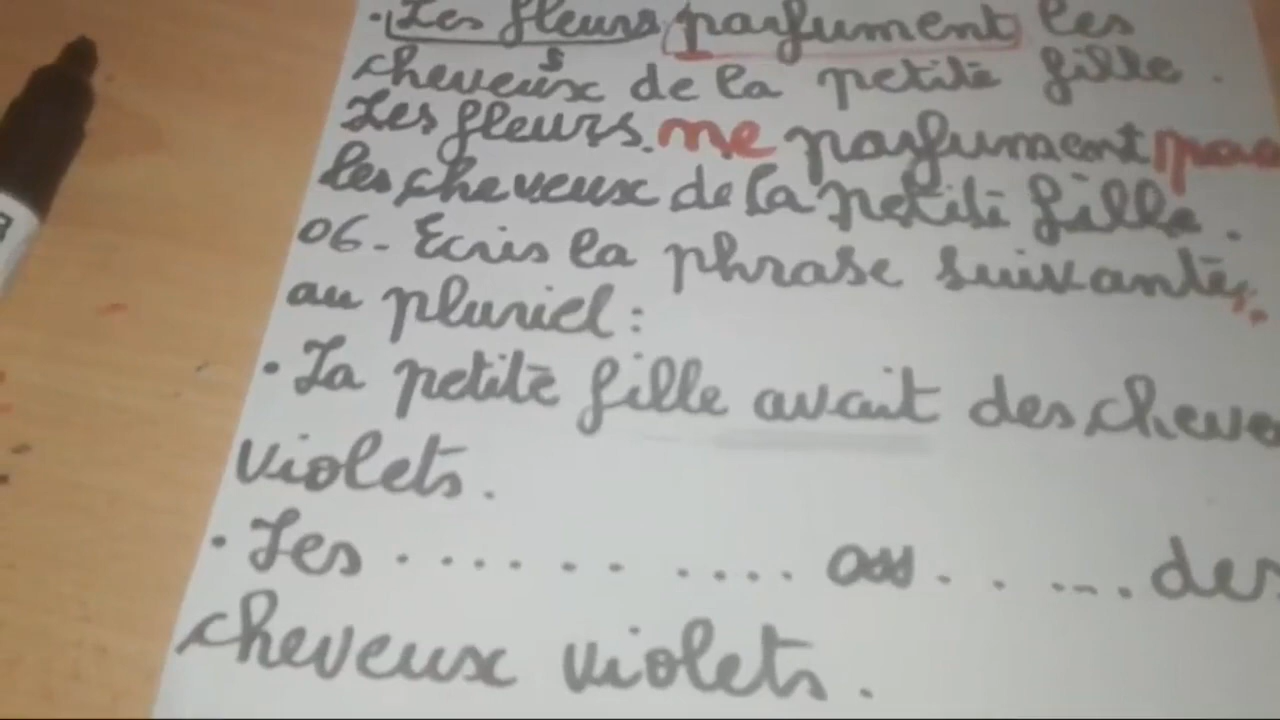 . Les fleurs parfument les
cheveux de la petite fille.
Les fleurs. ne parfument pas
les cheveux de la petite fille.
06- Ecris la phrase suivante
au pluriel:
. La petite fille avait des
violets.
. Les .......... ....... des
cheveux violets.